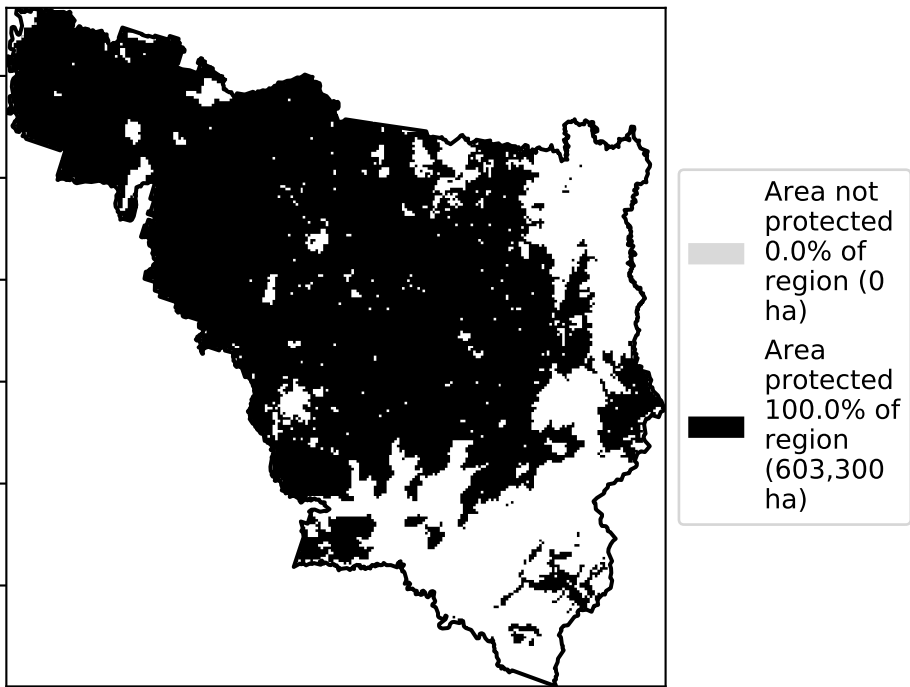 Area not
protected
0.0% of
region (0
ha)
Area
protected
100.0% of
region
(603,300
ha)